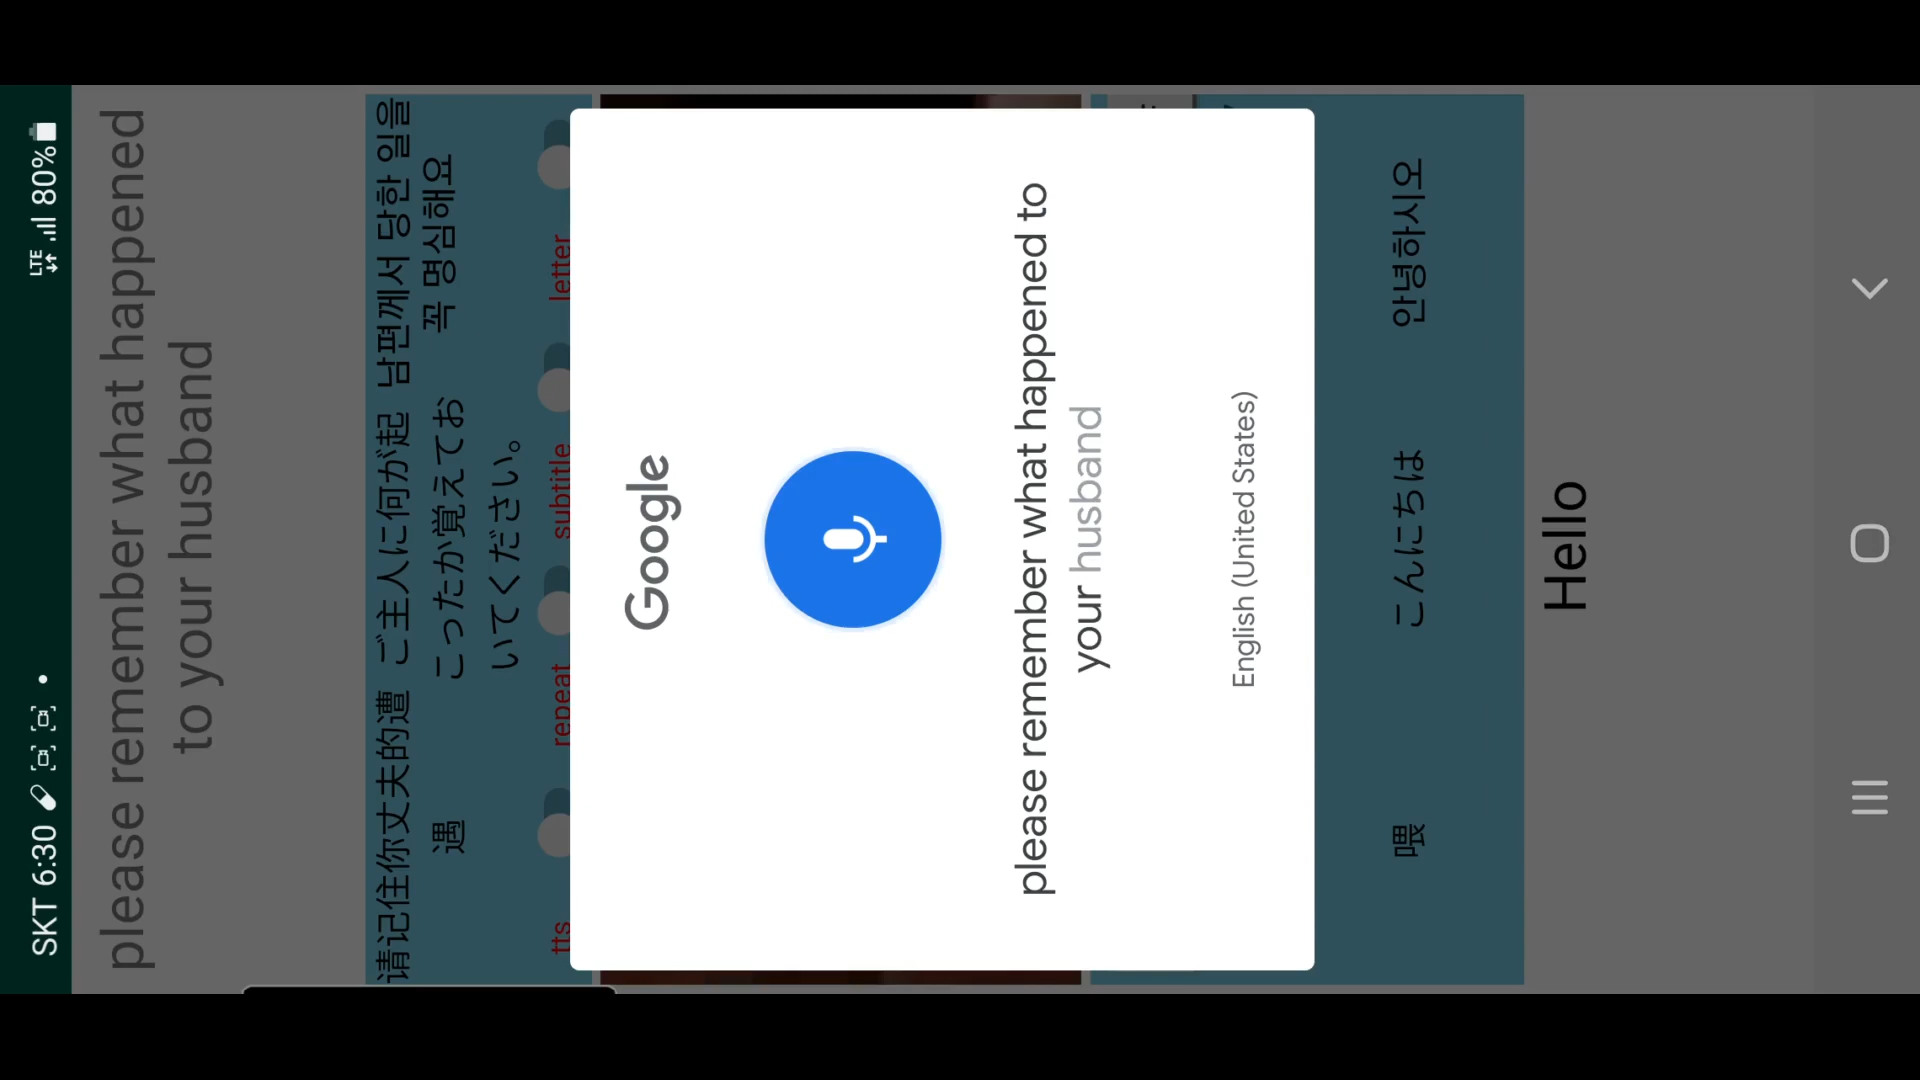 SKT 6:30
LTE
80%
please remember what happened
to your husband
请记住你丈夫的遭
遇
ご主人に何が起
こったか覚えてお
いてください。
남편께서 당한 일을
꼭 명심해요
tts
repeat
subtitle
letter
Google
please remember what happened to
your husband
English (United States)
喂
こんにちは
안녕하시오
Hello